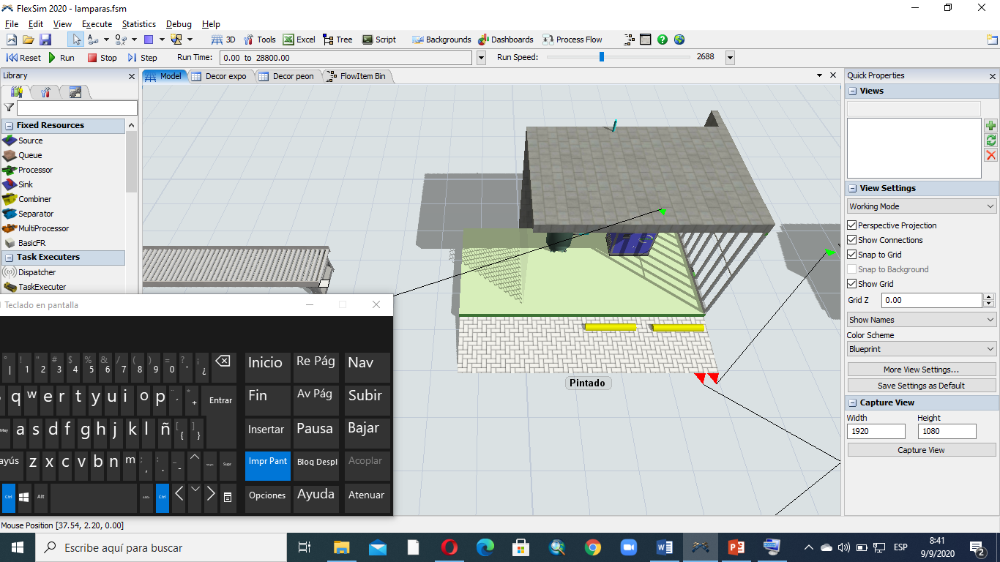 FlexSim 2020 - lamparas.fsm
File Edit View Execute Statistics Debug Help
3D Tools Excel Tree Script Backgrounds Dashboards Process Flow
Reset Run Stop Step Run Time: 0.00 to 28800.00 Run Speed: 2688
Library
Model Decor expo Decor peon FlowItem Bin
Quick Properties
Fixed Resources
Source
Queue
Processor
Sink
Combiner
Separator
MultiProcessor
BasicFR
Task Executers
Dispatcher
TaskExecuter
Views
View Settings
Working Mode
Perspective Projection
Show Connections
Snap to Grid
Snap to Background
Show Grid
Grid Z 0.00
Show Names
Color Scheme
Blueprint
More View Settings...
Save Settings as Default
Capture View
Width Height
1920 1080
Capture View
Pintado
Teclado en pantalla
° | ! 1 " 2 # 3 $ 4 % 5 & 6 / 7 ( 8 ) 9 = 0 ? ' ¡ ¿ Inicio Re Pág Nav
q w e r t y u i o p ¨ ´ * + Entrar Fin Av Pág Subir
May a s d f g h j k l ñ [ { ] } Insertar Pausa Bajar
ayús z x c v b n m ; , : . _ - ^ Supr Impr Pant Bloq Despl Acoplar
Ctrl Alt Ctrl Opciones Ayuda Atenuar
Mouse Position [37.54, 2.20, 0.00]
Escribe aquí para buscar
ESP
8:41
9/9/2020
2